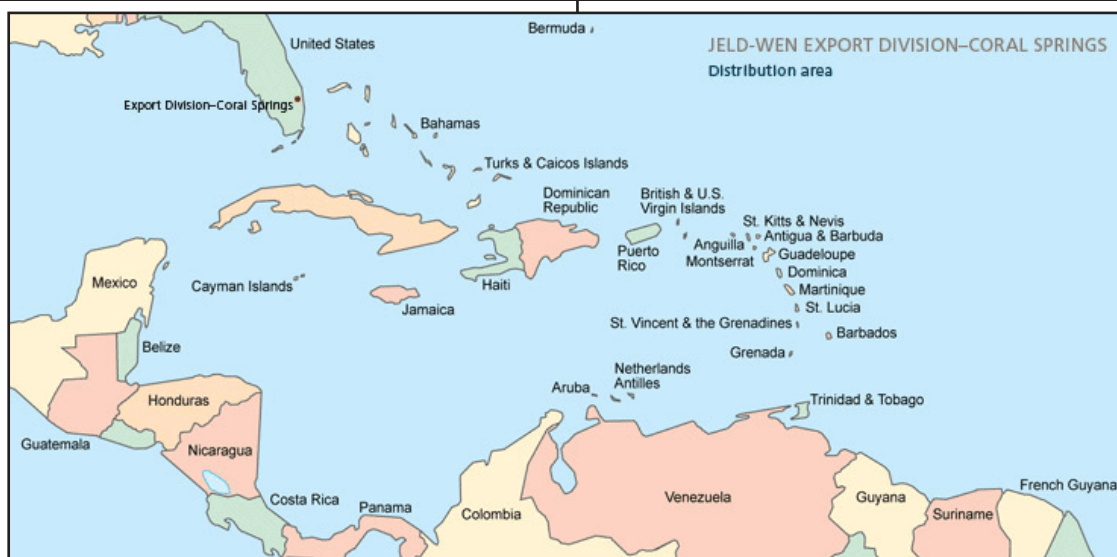 Bermuda
JELD-WEN EXPORT DIVISION–CORAL SPRINGS
Distribution area
United States
Export Division–Coral Springs
Bahamas
Turks & Caicos Islands
Dominican
Republic
British & U.S.
Virgin Islands
St. Kitts & Nevis
Antigua & Barbuda
Anguilla
Montserrat
Guadeloupe
Puerto
Rico
Dominica
Mexico
Cayman Islands
Haiti
Martinique
Jamaica
St. Lucia
St. Vincent & the Grenadines
Barbados
Belize
Grenada
Netherlands
Antilles
Aruba
Honduras
Trinidad & Tobago
Guatemala
Nicaragua
Costa Rica
Panama
Colombia
Venezuela
Guyana
French Guyana
Suriname